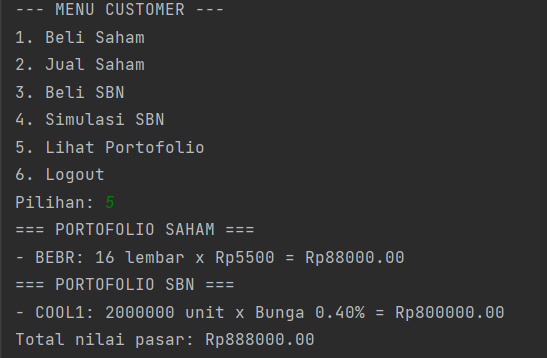 --- MENU CUSTOMER ---
1. Beli Saham
2. Jual Saham
3. Beli SBN
4. Simulasi SBN
5. Lihat Portofolio
6. Logout
Pilihan: 5
=== PORTOFOLIO SAHAM ===
- BEBR: 16 lembar x Rp5500 = Rp88000.00
=== PORTOFOLIO SBN ===
- COOL1: 2000000 unit x Bunga 0.40% = Rp800000.00
Total nilai pasar: Rp888000.00